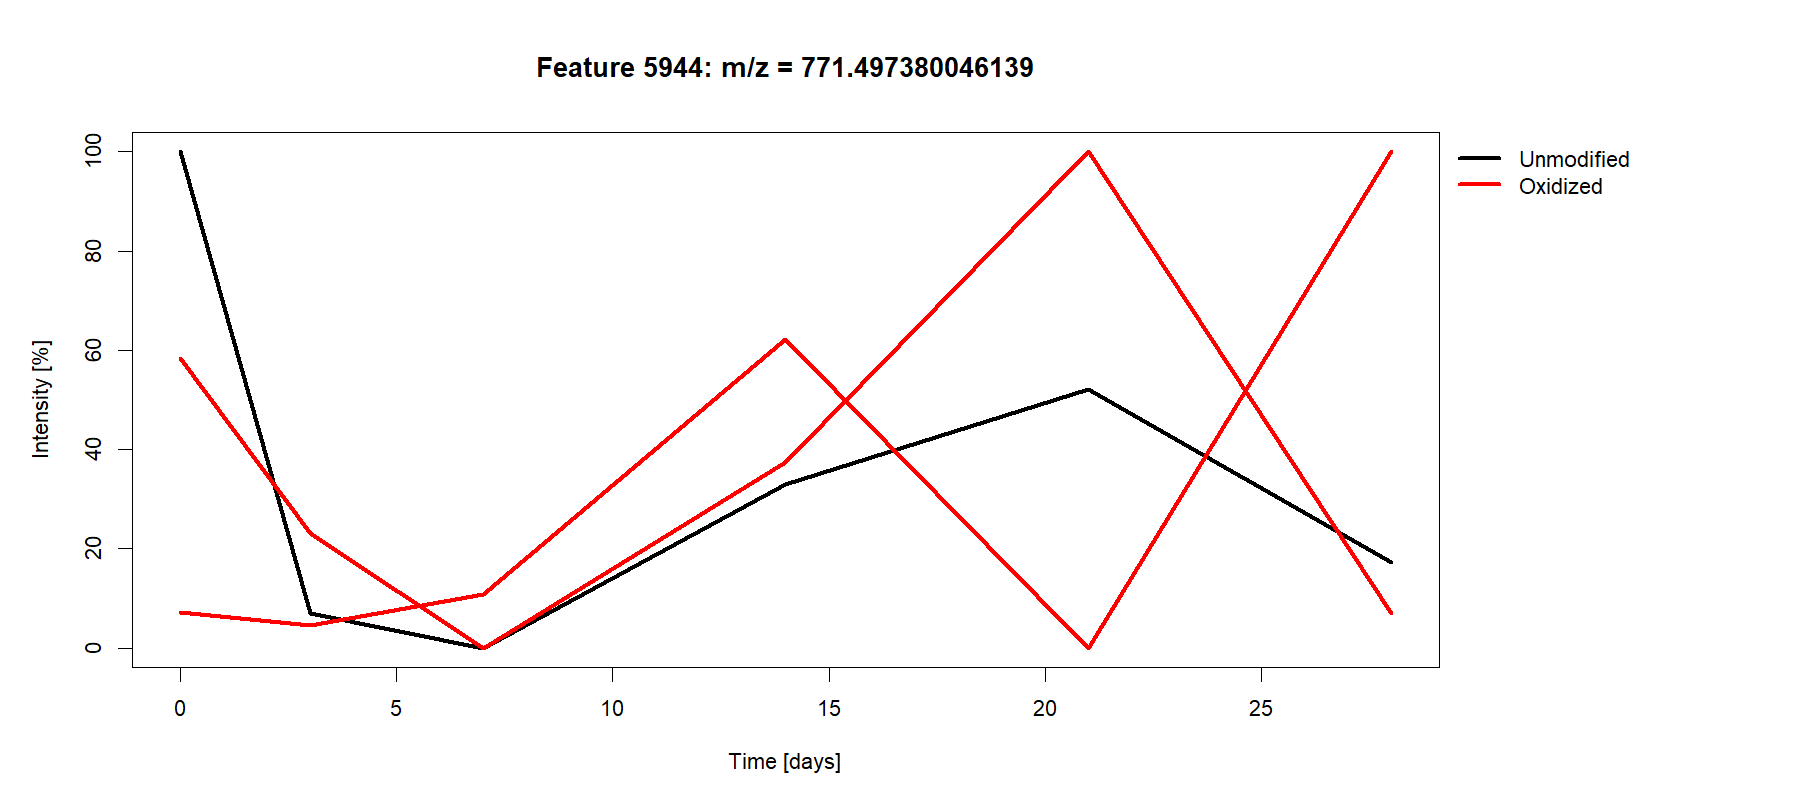 Feature 5944: m/z = 771.497380046139
Unmodified
Oxidized
Intensity [%]
100
80
60
40
20
0
0 5 10 15 20 25
Time [days]